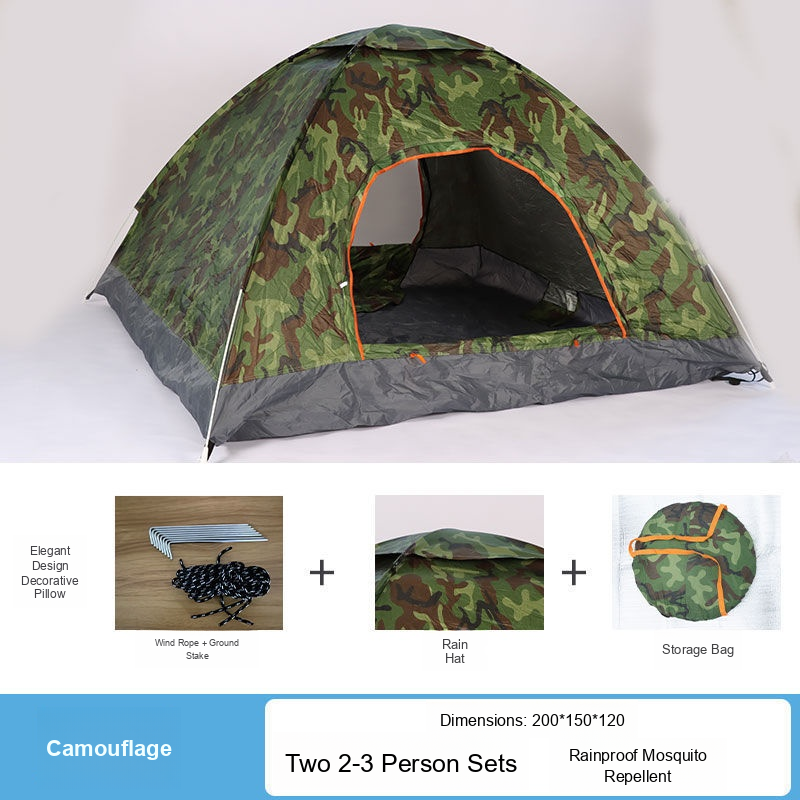 Elegant
Design
Decorative
Pillow
Wind Rope + Ground
Stake
Rain
Hat
Storage Bag
Camouflage
Dimensions: 200*150*120
Two 2-3 Person Sets
Rainproof Mosquito
Repellent